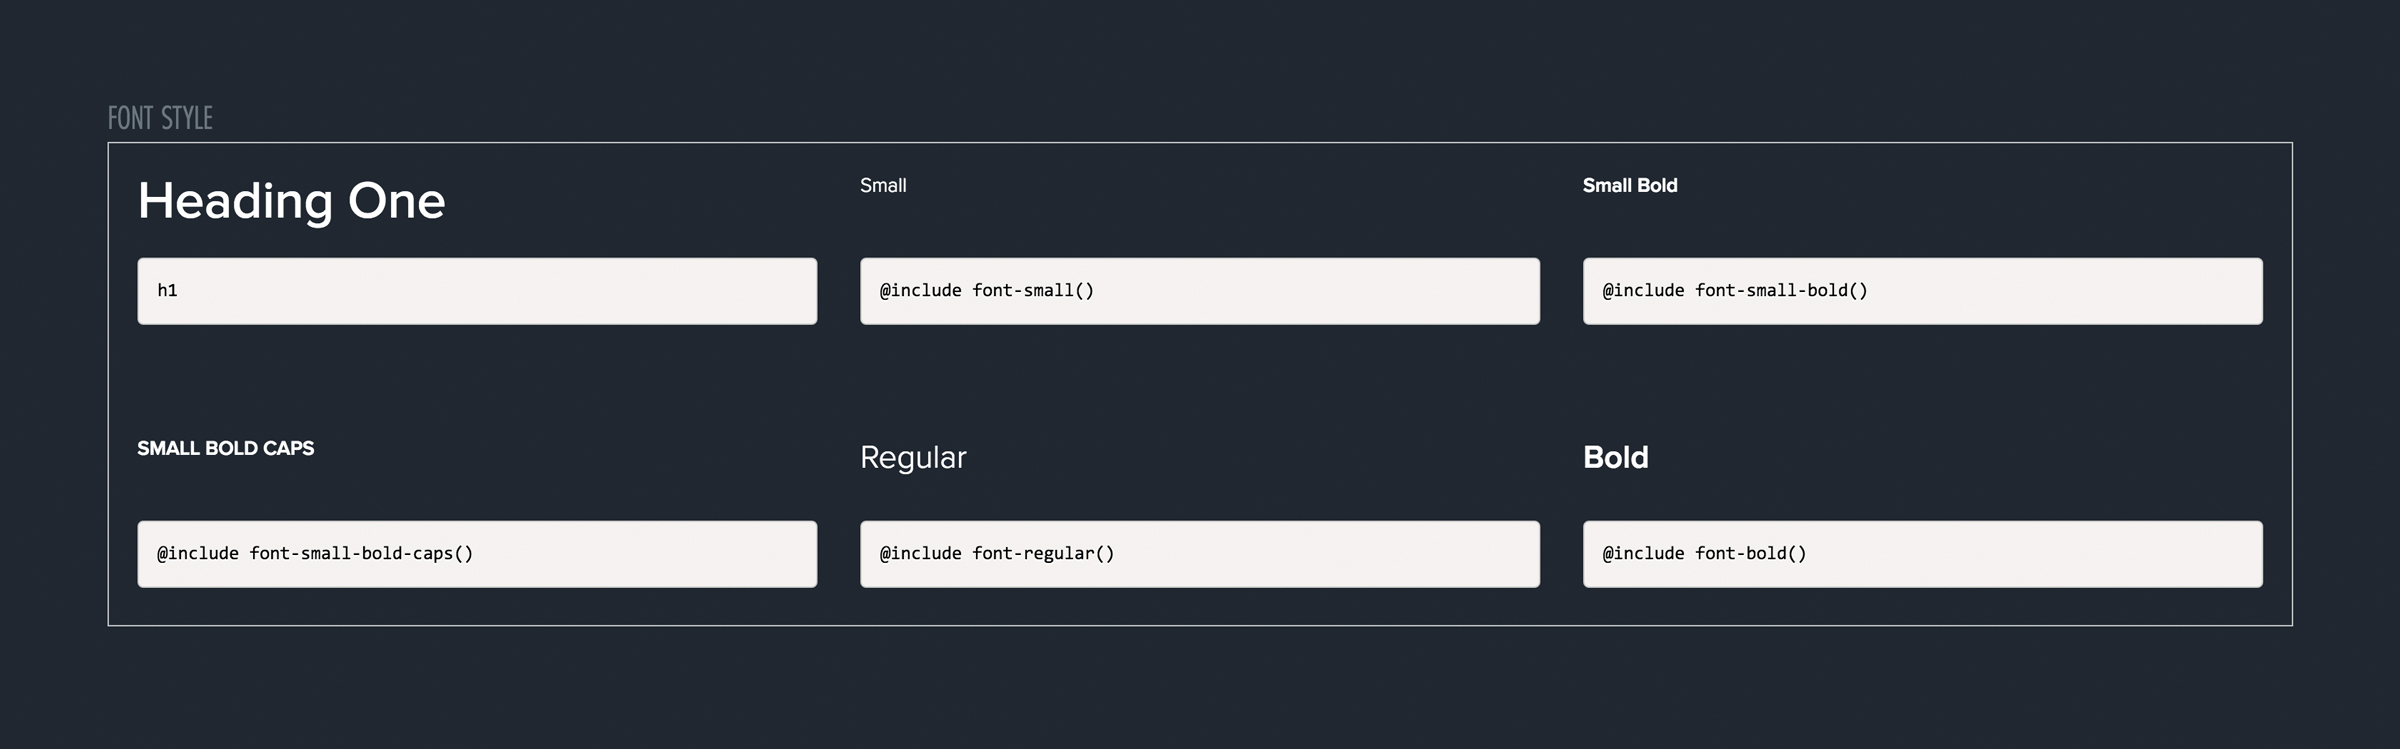 FONT STYLE
Heading One
h1
Small
@include font-small()
Small Bold
@include font-small-bold()
SMALL BOLD CAPS
@include font-small-bold-caps()
Regular
@include font-regular()
Bold
@include font-bold()